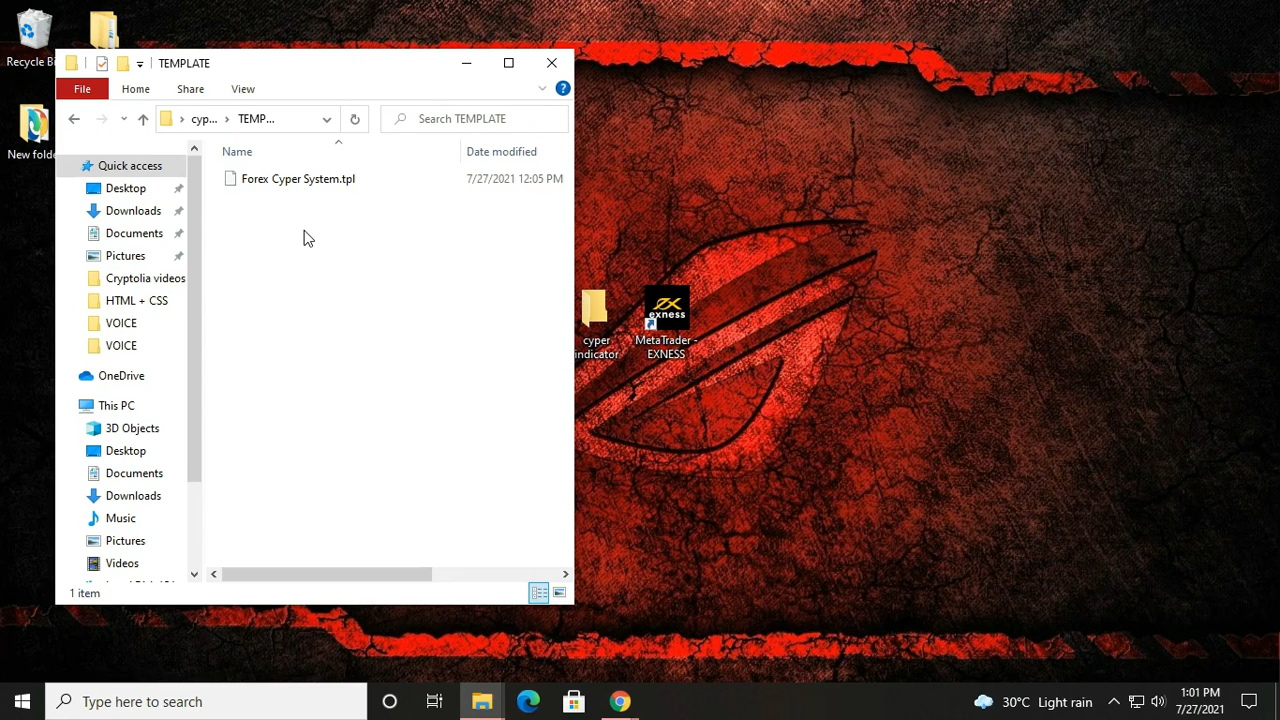 Recycle Bi
TEMPLATE
File
Home
Share
View
cyp...
TEMP...
Search TEMPLATE
New folde
Name
Date modified
Quick access
Forex Cyper System.tpl
7/27/2021 12:05 PM
Desktop
Downloads
Documents
Pictures
Cryptolia videos
HTML + CSS
VOICE
VOICE
OneDrive
This PC
3D Objects
Desktop
Documents
Downloads
Music
Pictures
Videos
1 item
cyper
indicator
exness
MetaTrader -
EXNESS
Type here to search
30°C Light rain
1:01 PM
7/27/2021